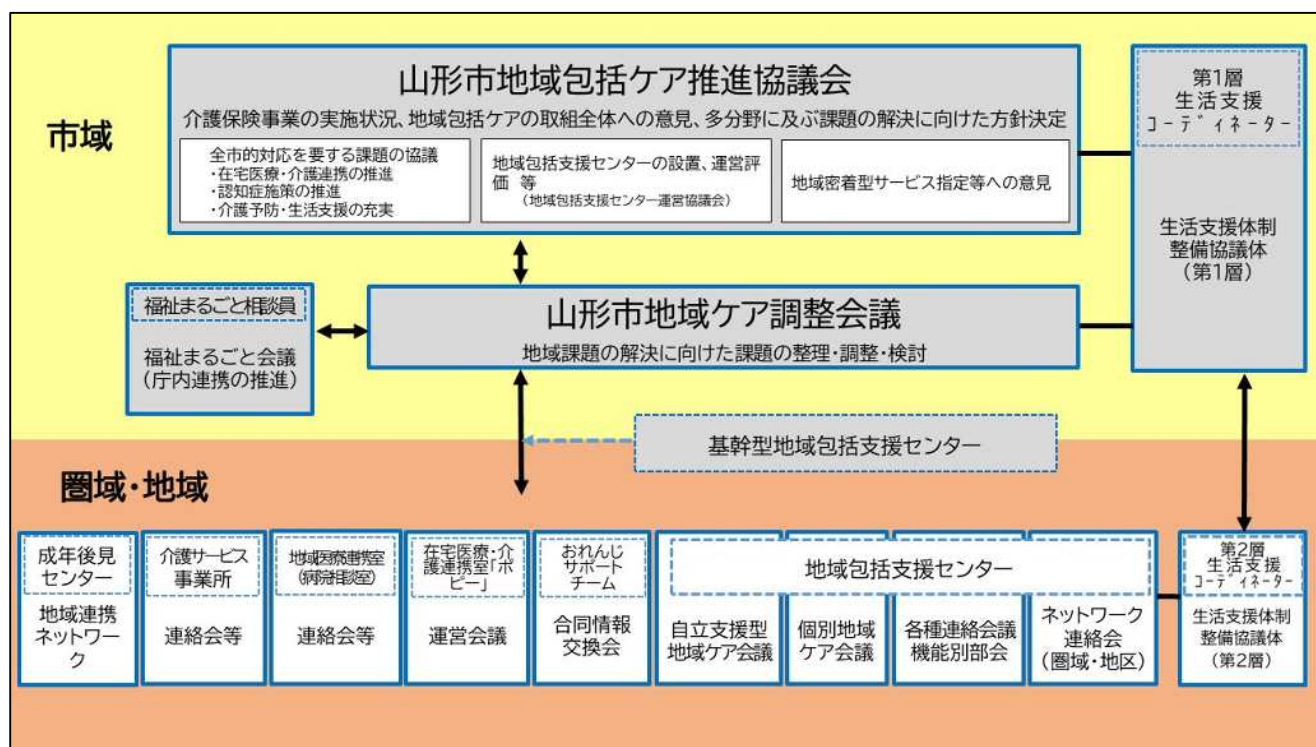 市域
山形市地域包括ケア推進協議会
介護保険事業の実施状況、地域包括ケアの取組全体への意見、多分野に及ぶ課題の解決に向けた方針決定
全市的対応を要する課題の協議
・在宅医療・介護連携の推進
・認知症施策の推進
・介護予防・生活支援の充実
地域包括支援センターの設置、運営評
価 等
(地域包括支援センター運営協議会)
地域密着型サービス指定等への意見
第1層
生活支援
コーディネーター
生活支援体制
整備協議体
(第1層)
福祉まるごと相談員
福祉まるごと会議
(庁内連携の推進)
山形市地域ケア調整会議
地域課題の解決に向けた課題の整理・調整・検討
基幹型地域包括支援センター
圏域・地域
成年後見
センター
地域連携
ネットワー
ク
介護サービス
事業所
連絡会等
地域医療連携室
(病院相談室)
連絡会等
在宅医療・介
護連携室「ポ
ピー」
運営会議
おれんじ
サポート
チーム
合同情報
交換会
地域包括支援センター
自立支援型
地域ケア会議
個別地域
ケア会議
各種連絡会議
機能別部会
ネットワーク
連絡会
(圏域・地区)
第2層
生活支援
コーディネーター
生活支援体制
整備協議体
(第2層)